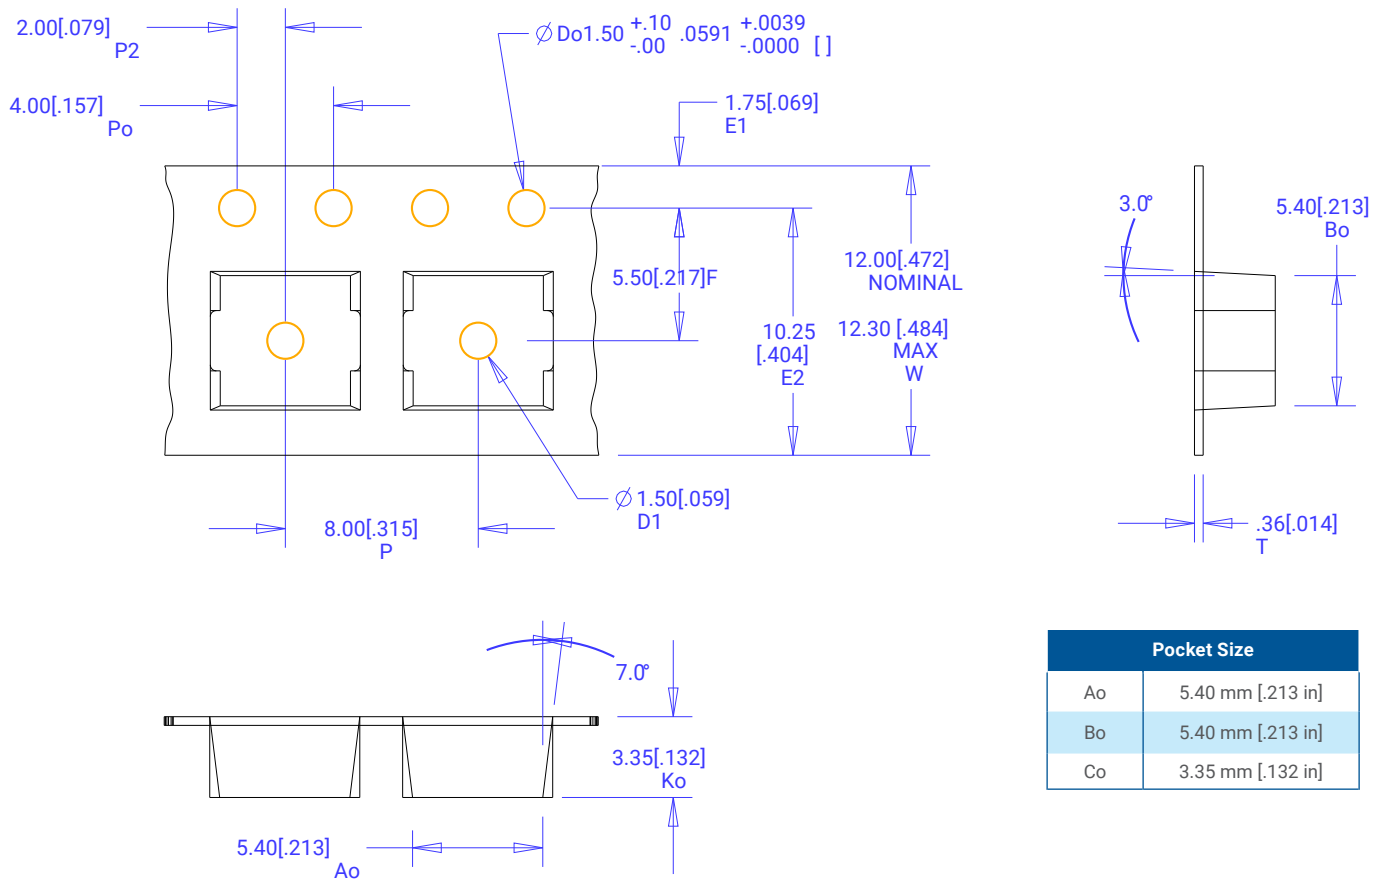 2.00[.079]
P2
Ø Do1.50 +.10 -.00 .0591 +.0039 -.0000 [ ]
4.00[.157]
Po
1.75[.069]
E1
3.0°
5.40[.213]
Bo
5.50[.217]F
12.00[.472]
NOMINAL
10.25
[.404]
E2
12.30 [.484]
MAX
W
Ø 1.50[.059]
D1
8.00[.315]
P
.36[.014]
T
7.0°
3.35[.132]
Ko
5.40[.213]
Ao
Pocket Size
Ao 5.40 mm [.213 in]
Bo 5.40 mm [.213 in]
Co 3.35 mm [.132 in]